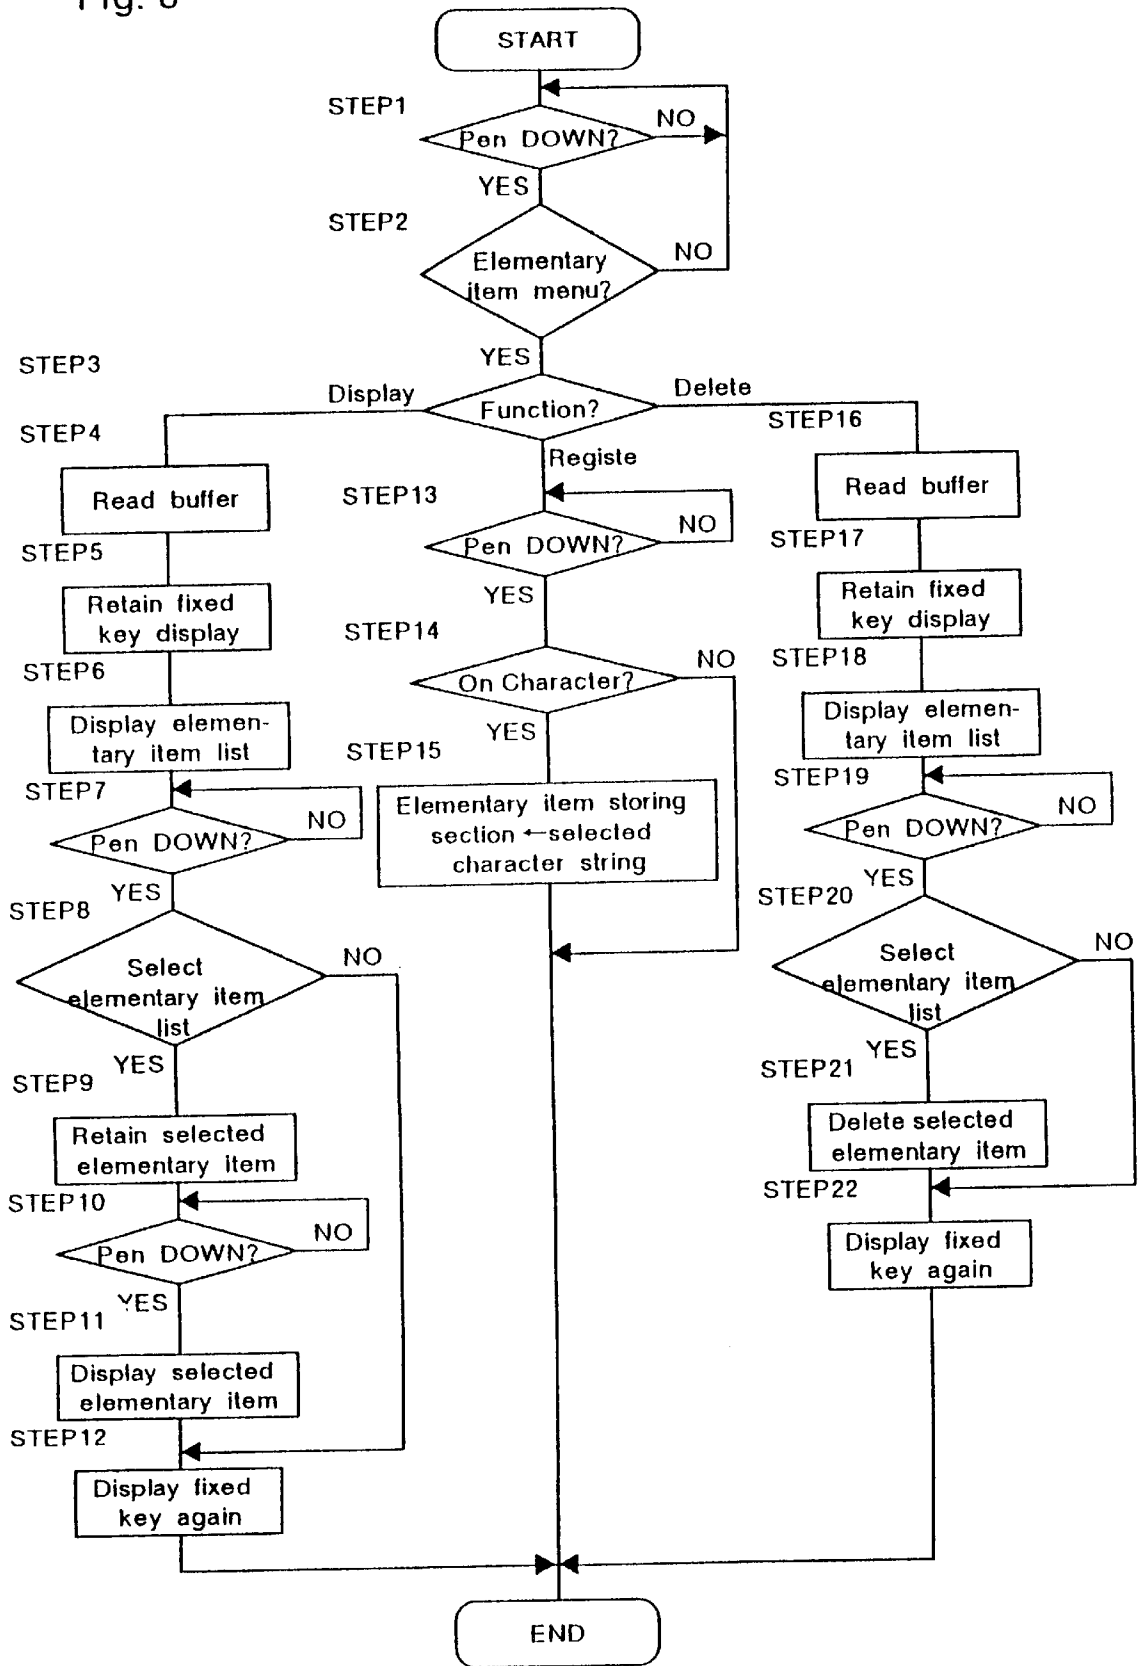 START
STEP1
Pen DOWN?
NO
YES
STEP2
Elementary
item menu?
NO
YES
STEP3
Function?
Display
Delete
Registe
STEP4
Read buffer
STEP5
Retain fixed
key display
STEP6
Display elemen-
tary item list
STEP7
Pen DOWN?
NO
YES
STEP8
Select
elementary item
list
NO
YES
STEP9
Retain selected
elementary item
STEP10
Pen DOWN?
NO
YES
STEP11
Display selected
elementary item
STEP12
Display fixed
key again
STEP13
Pen DOWN?
NO
YES
STEP14
On Character?
NO
YES
STEP15
Elementary item storing
section ←selected
character string
STEP16
Read buffer
STEP17
Retain fixed
key display
STEP18
Display elemen-
tary item list
STEP19
Pen DOWN?
NO
YES
STEP20
Select
elementary item
list
NO
YES
STEP21
Delete selected
elementary item
STEP22
Display fixed
key again
END